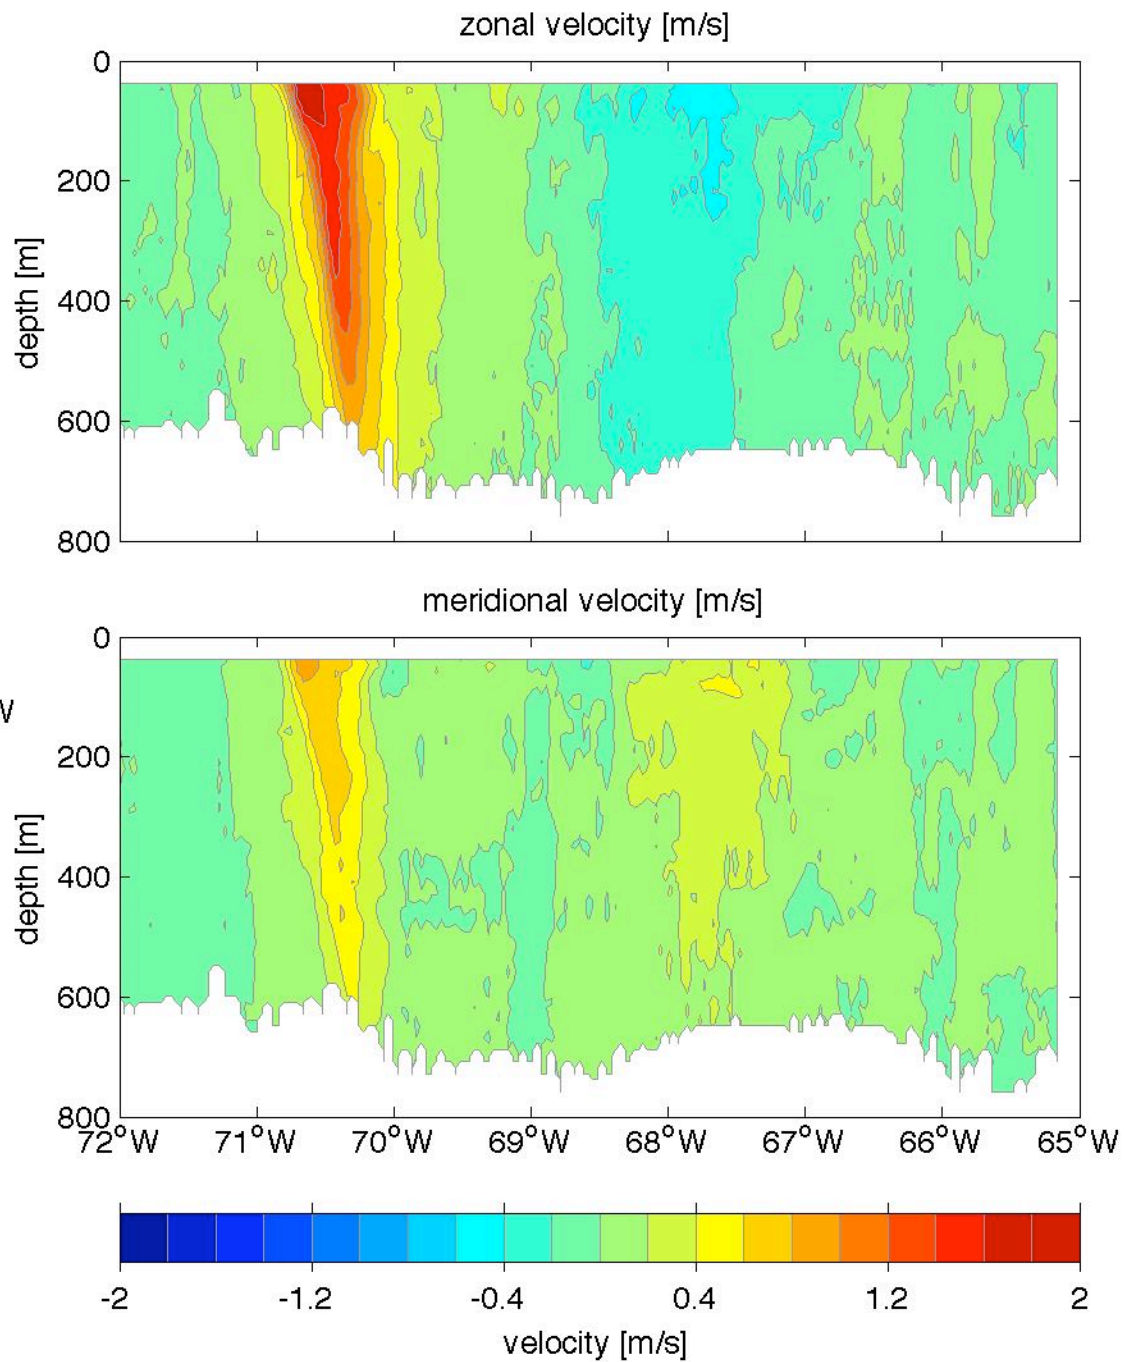 zonal velocity [m/s]
0
200
400
600
800
depth [m]
meridional velocity [m/s]
0
200
400
600
800
depth [m]
W
72°W 71°W 70°W 69°W 68°W 67°W 66°W 65°W
-2 -1.2 -0.4 0.4 1.2 2
velocity [m/s]